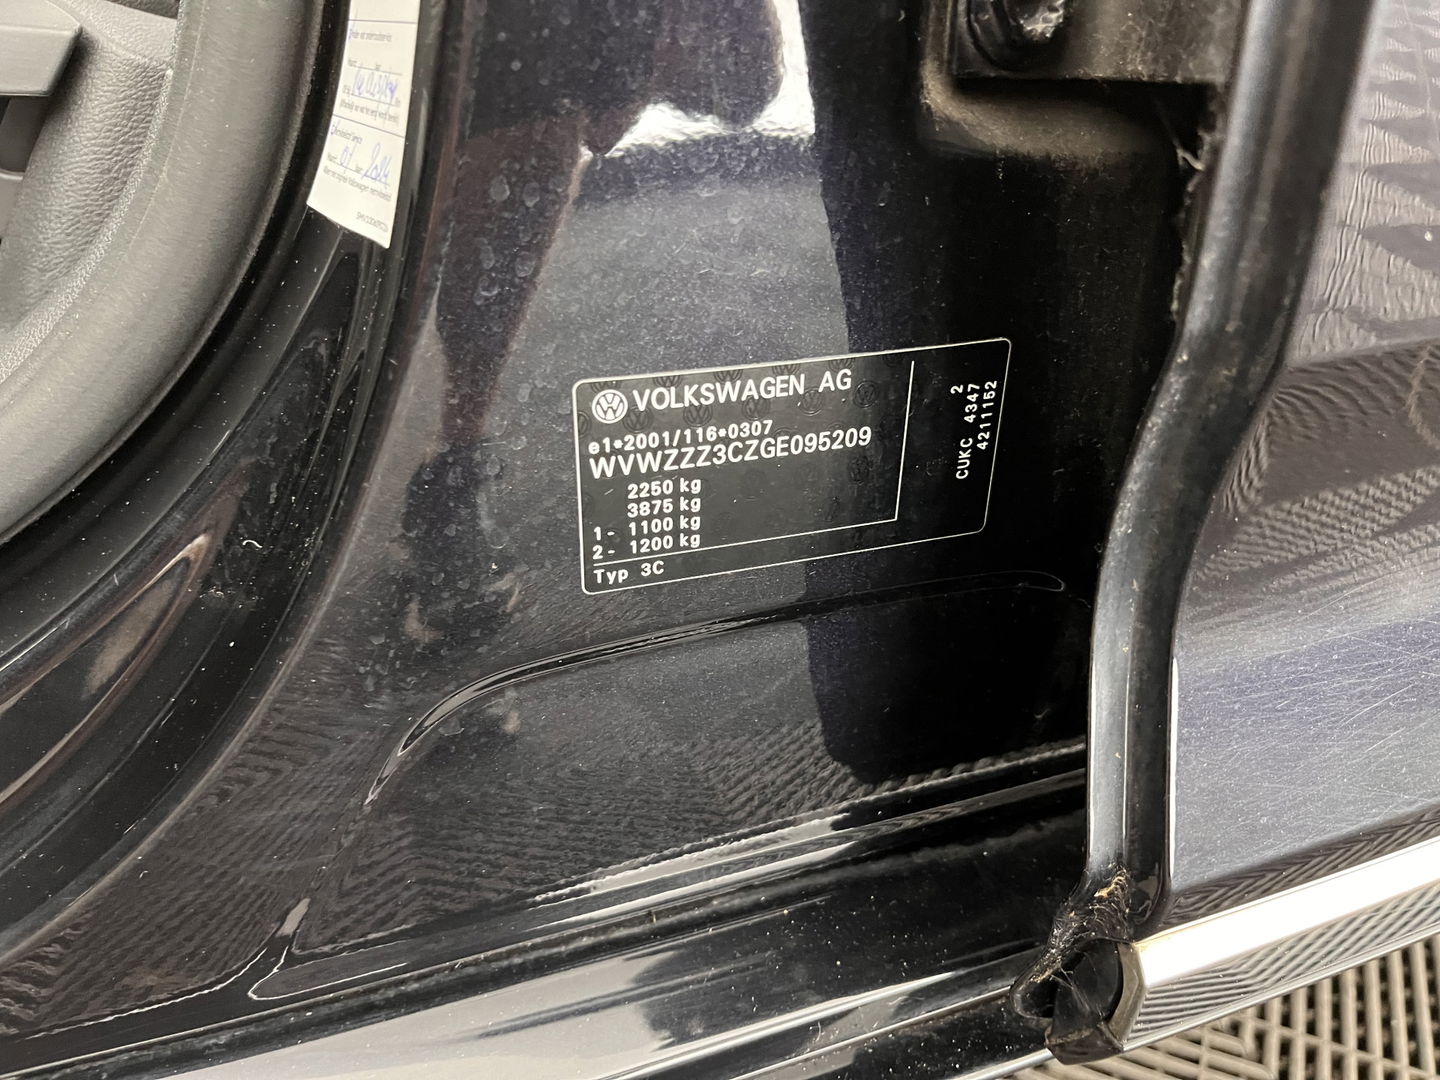 VOLKSWAGEN AG
e1*2001/116*0307
WVWZZZ3CZGE095209
2250 kg
3875 kg
1- 1100 kg
2- 1200 kg
Typ 3C
2
CUKC 4347
4211152